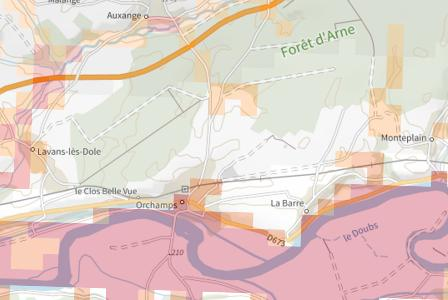 Malange
Auxange
Forêt d'Arne
Monteplain
Lavans-lès-Dole
le Clos Belle Vue
Orchamps
La Barre
D673
le Doubs
210